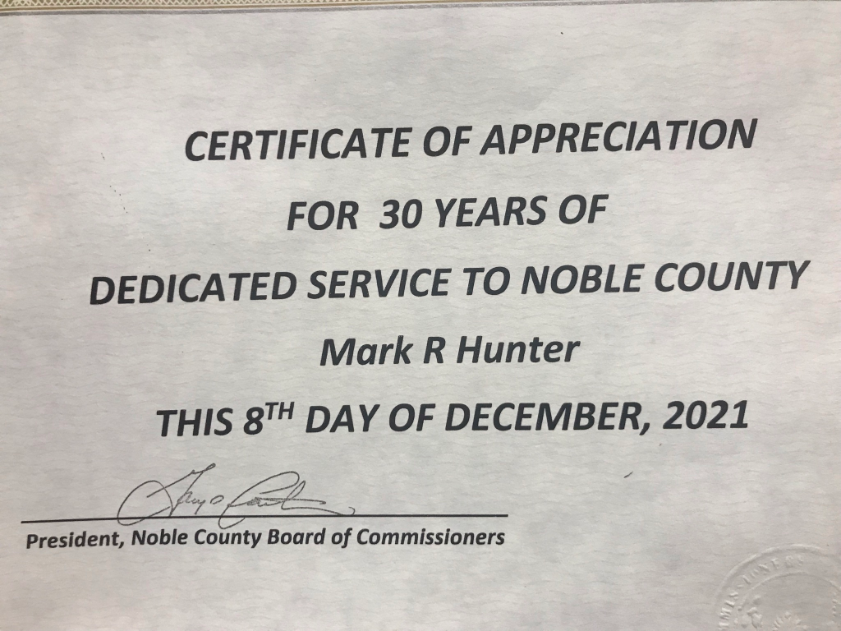 CERTIFICATE OF APPRECIATION
FOR 30 YEARS OF
DEDICATED SERVICE TO NOBLE COUNTY
Mark R Hunter
THIS 8TH DAY OF DECEMBER, 2021
President, Noble County Board of Commissioners